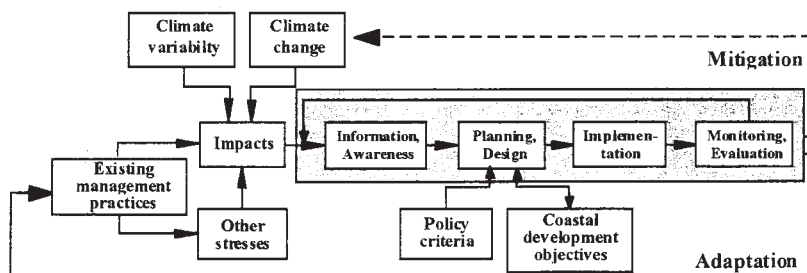 Climate
variabilty
Climate
change
Mitigation
Impacts
Information,
Awareness
Planning,
Design
Implemen-
tation
Monitoring,
Evaluation
Existing
management
practices
Other
stresses
Policy
criteria
Coastal
development
objectives
Adaptation